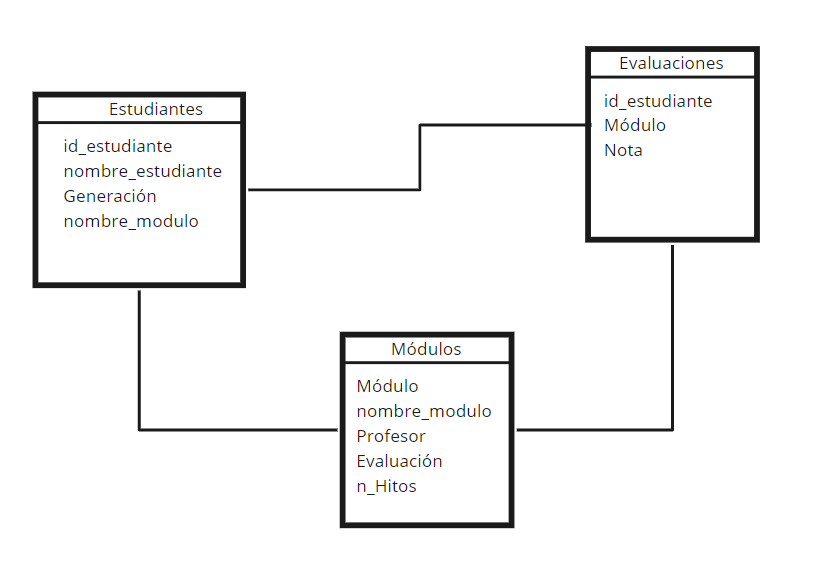 Estudiantes
id_estudiante
nombre_estudiante
Generación
nombre_modulo
Evaluaciones
id_estudiante
Módulo
Nota
Módulos
Módulo
nombre_modulo
Profesor
Evaluación
n_Hitos